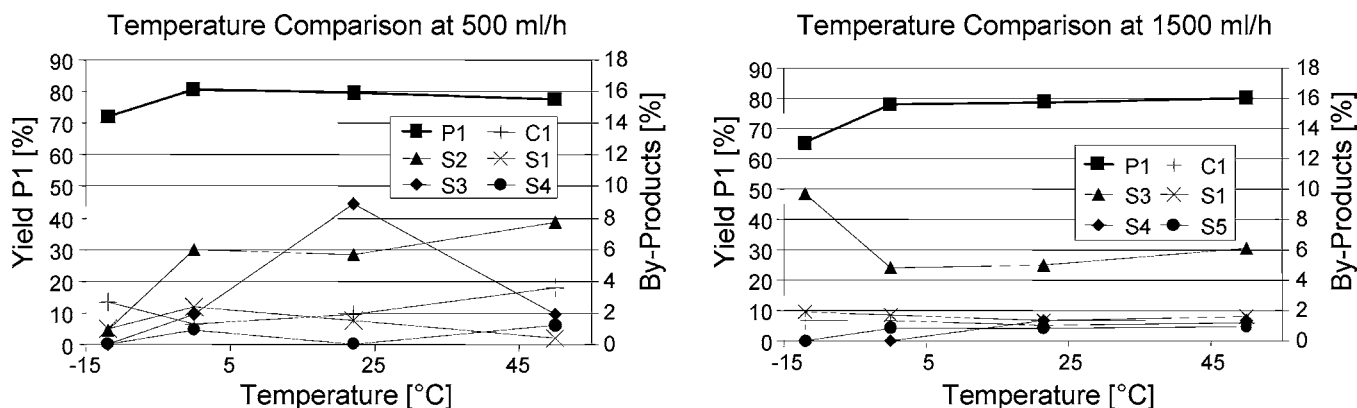 Temperature Comparison at 500 ml/h
90
80
70
60
50
40
30
20
10
0
Yield P1 [%]
18
16
14
12
10
8
6
4
2
0
By-Products [%]
P1 C1
S2 S1
S3 S4
-15 5 25 45
Temperature [°C]
Temperature Comparison at 1500 ml/h
90
80
70
60
50
40
30
20
10
0
Yield P1 [%]
18
16
14
12
10
8
6
4
2
0
By-Products [%]
P1 C1
S3 S1
S4 S5
-15 5 25 45
Temperature [°C]